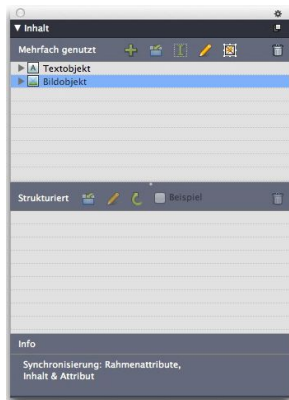 Inhalt
Mehrfach genutzt
A Textobjekt
Bildobjekt
Strukturiert Beispiel
Info
Synchronisierung: Rahmenattribute,
Inhalt & Attribut